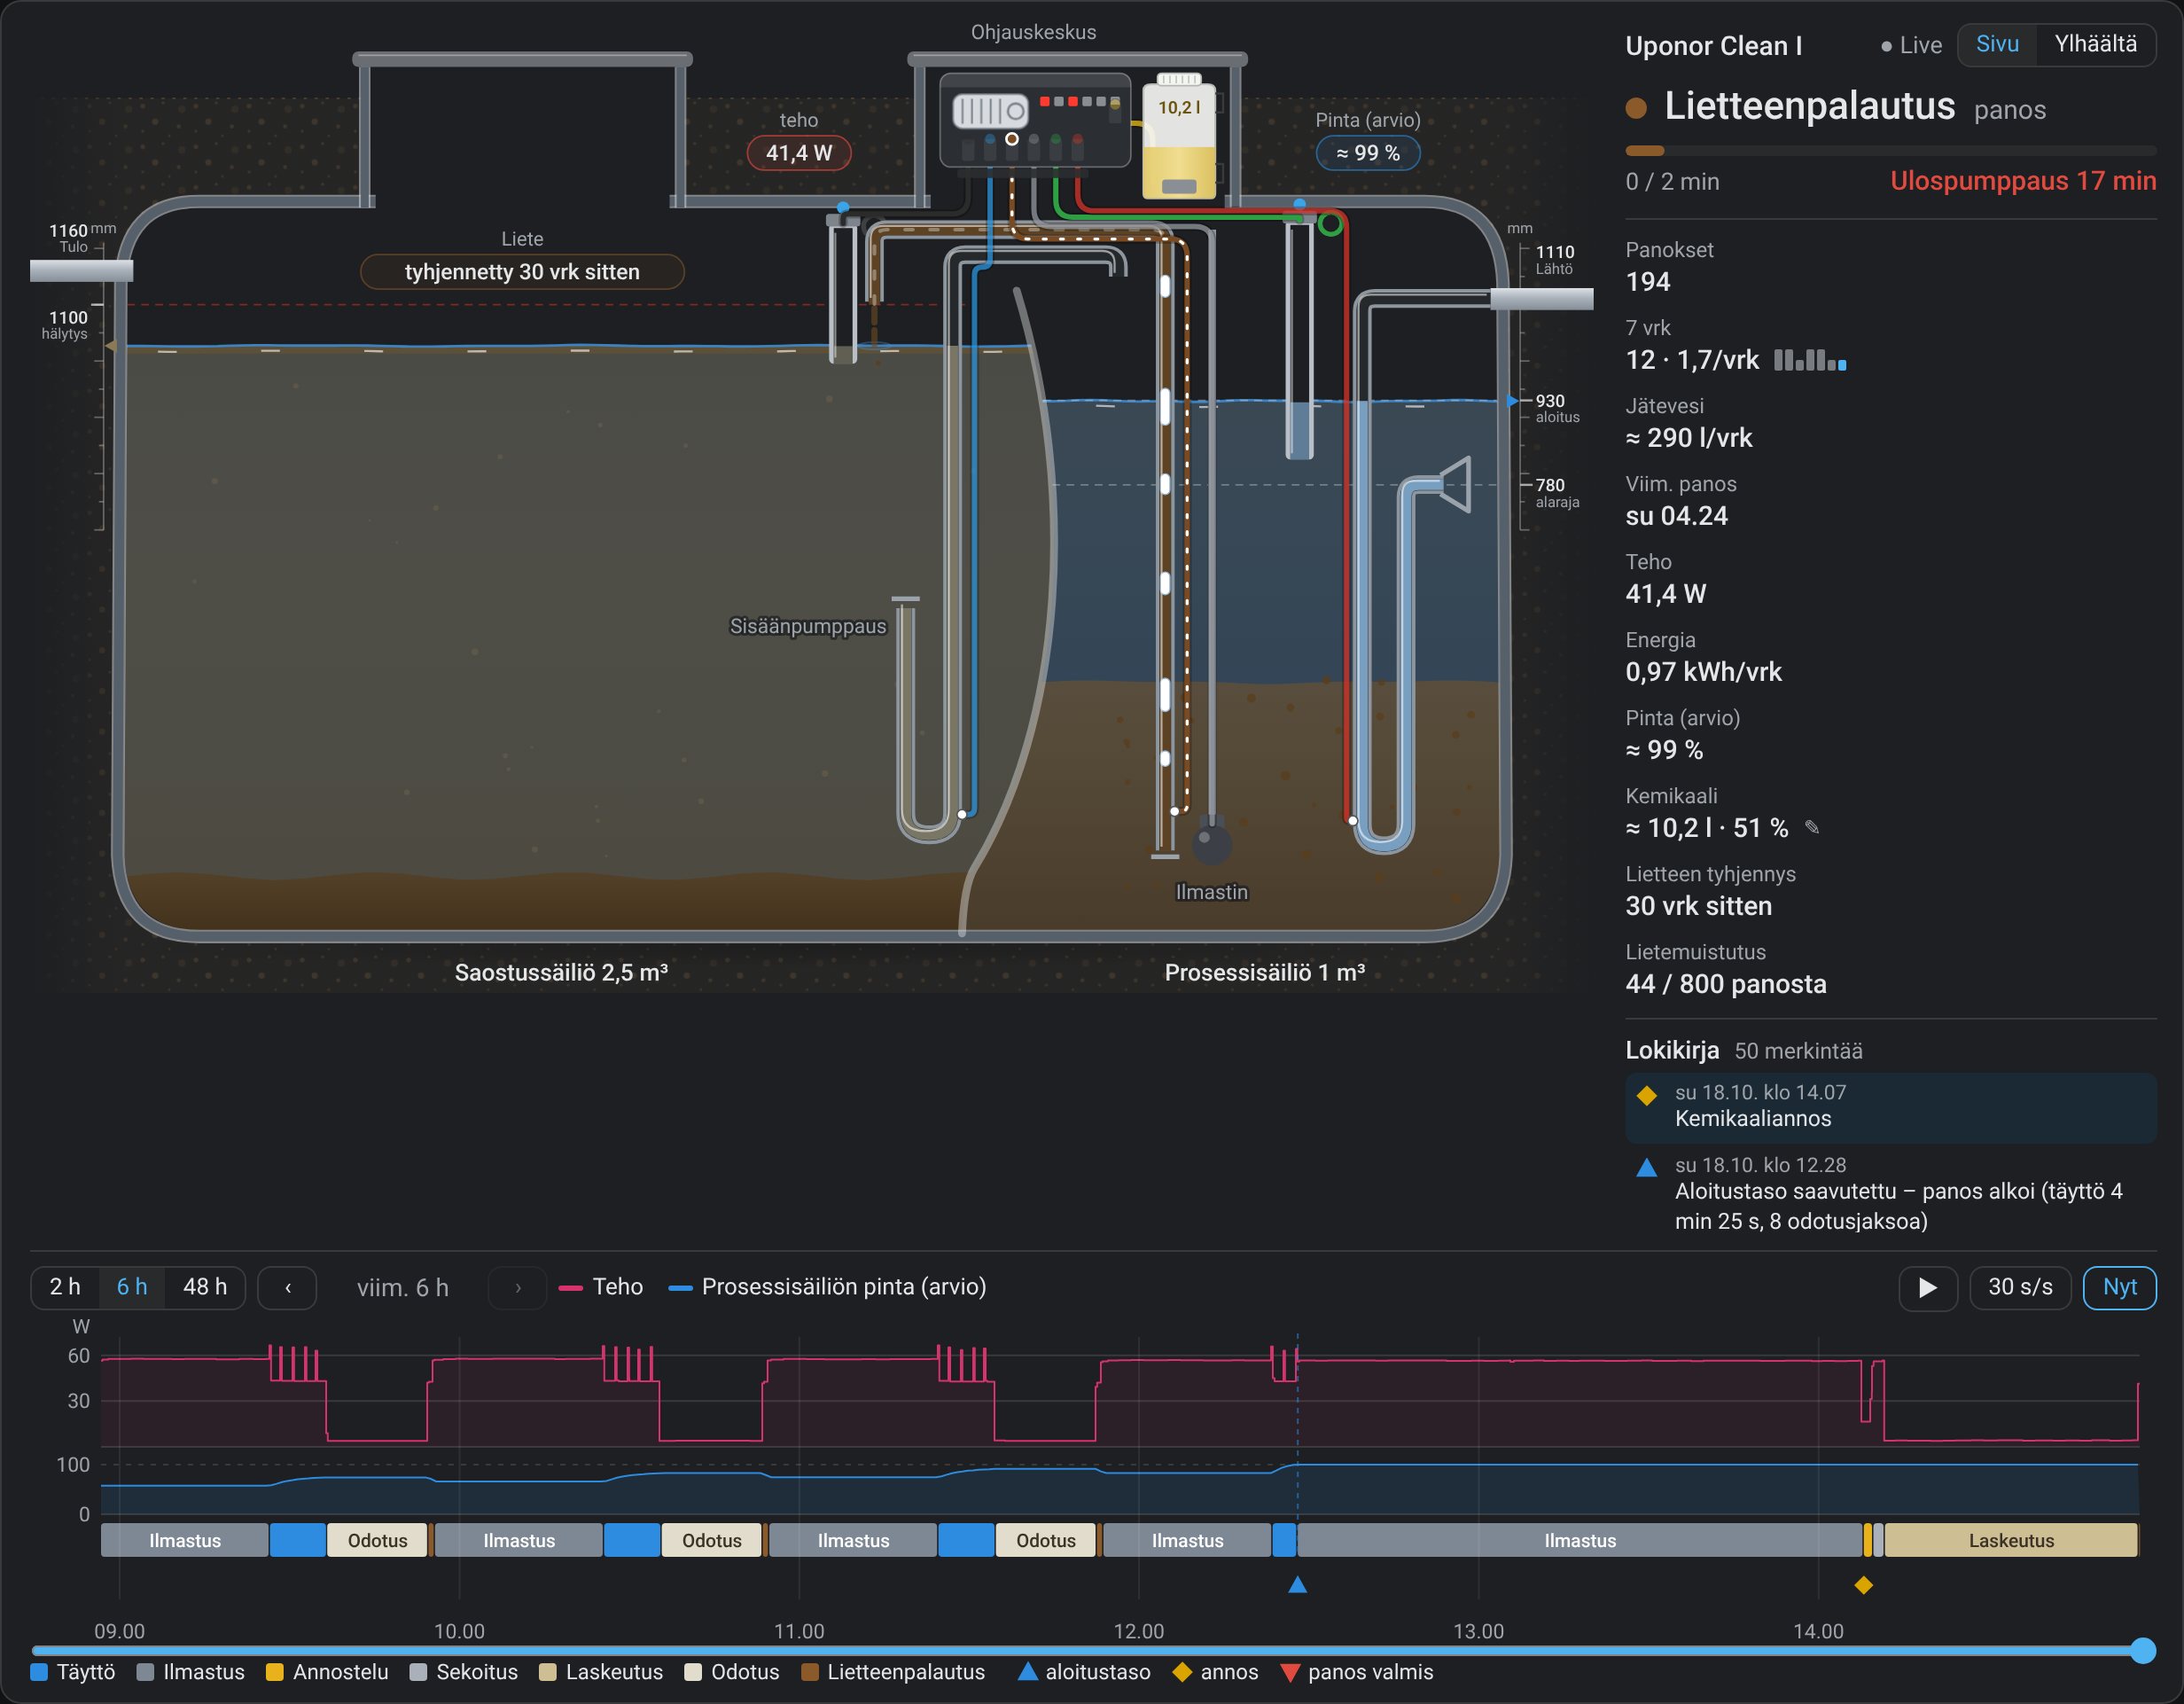 Ohjauskeskus
teho
41,4 W
10,2 l
Pinta (arvio)
≈ 99 %
1160 mm
Tulo
Liete
tyhjennetty 30 vrk sitten
1100
hälytys
mm
1110
Lähtö
930
aloitus
780
alaraja
Sisäänpumppaus
Ilmastin
Saostussäiliö 2,5 m³
Prosessisäiliö 1 m³
Uponor Clean I
Live
Sivu
Ylhäältä
Lietteenpalautus panos
0 / 2 min
Ulospumppaus 17 min
Panokset
194
7 vrk
12 · 1,7/vrk
Jätevesi
≈ 290 l/vrk
Viim. panos
su 04.24
Teho
41,4 W
Energia
0,97 kWh/vrk
Pinta (arvio)
≈ 99 %
Kemikaali
≈ 10,2 l · 51 % ✎
Lietteen tyhjennys
30 vrk sitten
Lietemuistutus
44 / 800 panosta
Lokikirja 50 merkintää
su 18.10. klo 14.07
Kemikaaliannos
su 18.10. klo 12.28
Aloitustaso saavutettu – panos alkoi (täyttö 4
min 25 s, 8 odotusjaksoa)
2 h 6 h 48 h ‹ viim. 6 h › Teho Prosessisäiliön pinta (arvio)
30 s/s Nyt
W
60
30
100
0
Ilmastus Odotus Ilmastus Odotus Ilmastus Odotus Ilmastus Ilmastus Laskeutus
09.00 10.00 11.00 12.00 13.00 14.00
Täyttö Ilmastus Annostelu Sekoitus Laskeutus Odotus Lietteenpalautus aloitustaso annos panos valmis